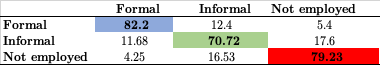 Formal Informal Not employed
Formal 82.2 12.4 5.4
Informal 11.68 70.72 17.6
Not employed 4.25 16.53 79.23